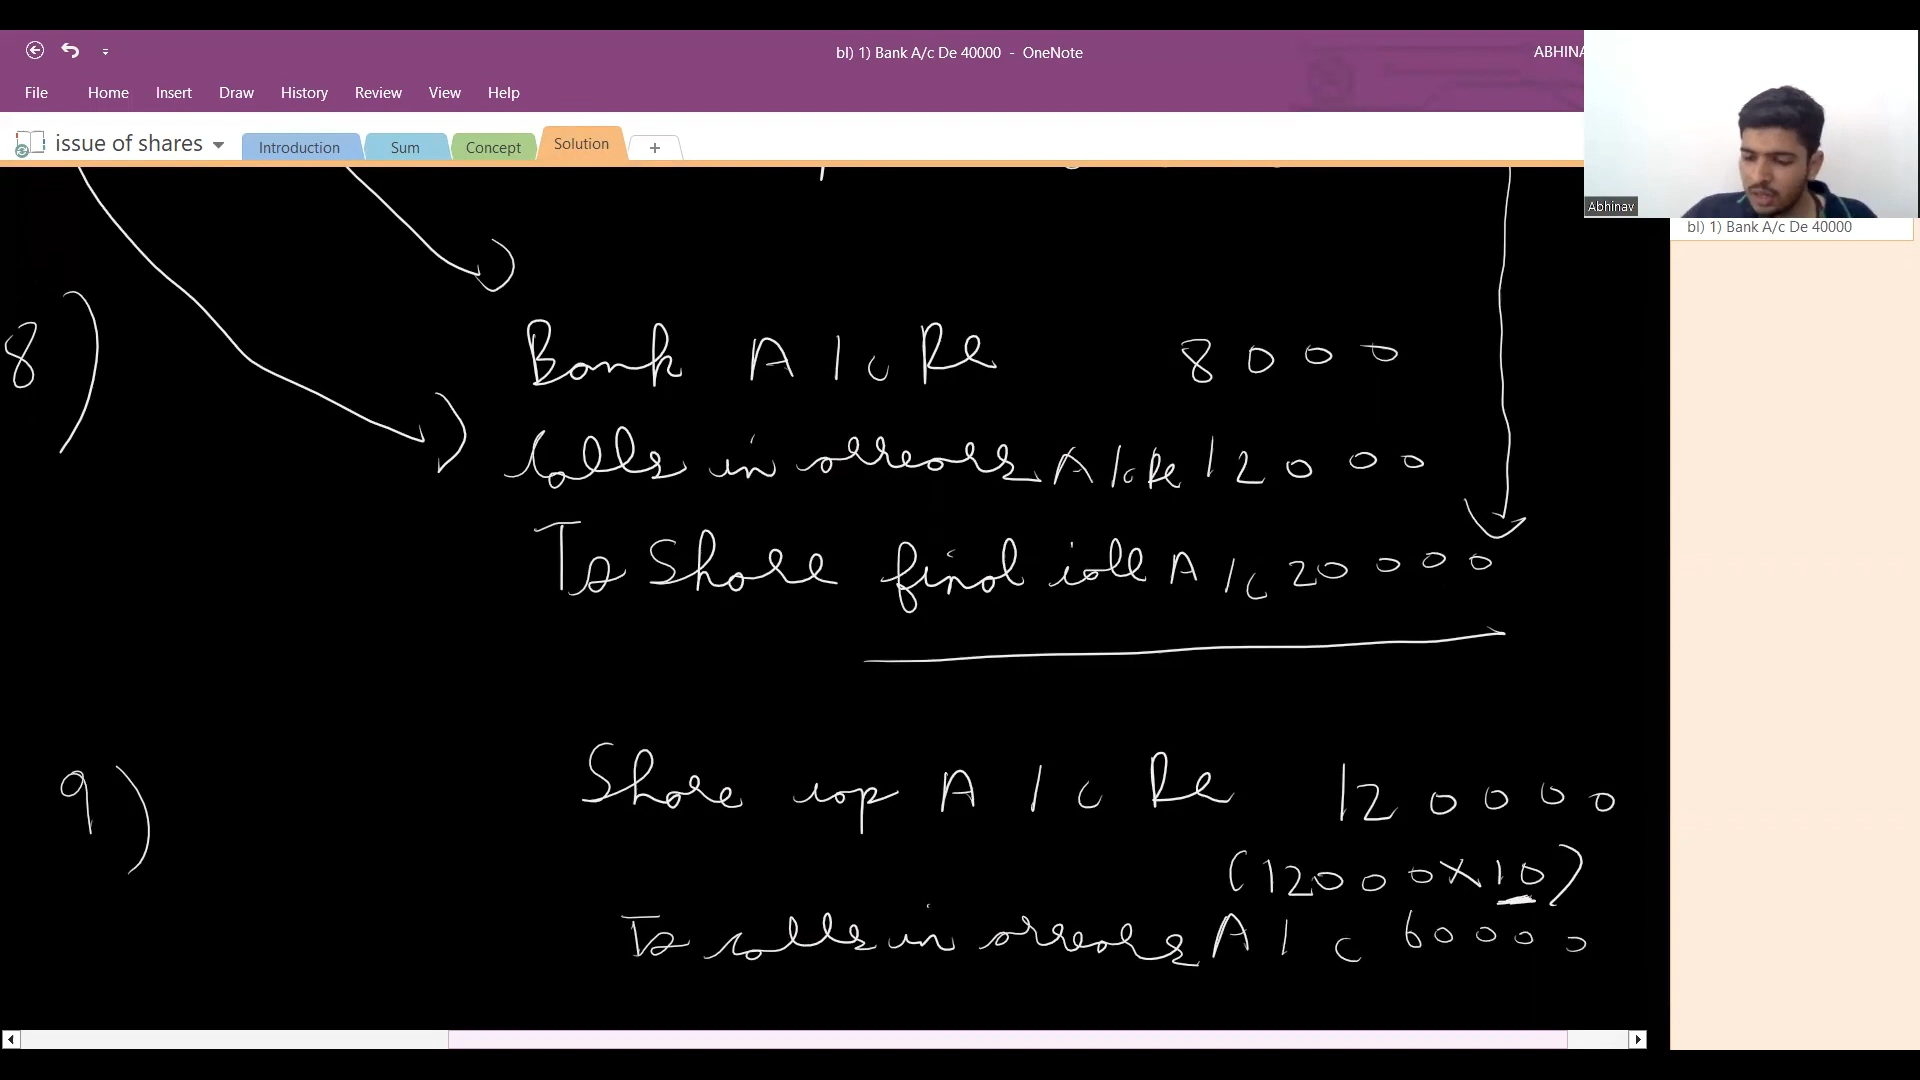 bl) 1) Bank A/c De 40000 - OneNote
ABHINA
File Home Insert Draw History Review View Help
issue of shares Introduction Sum Concept Solution +
Abhinav
bl) 1) Bank A/c De 40000
8)
Bank A/c De 8000
Calls in arrears A/c De 12000
To Share final call A/c 20000
9)
Share cap A/c De 120000
(12000x10)
To calls in arrears A/c 60000